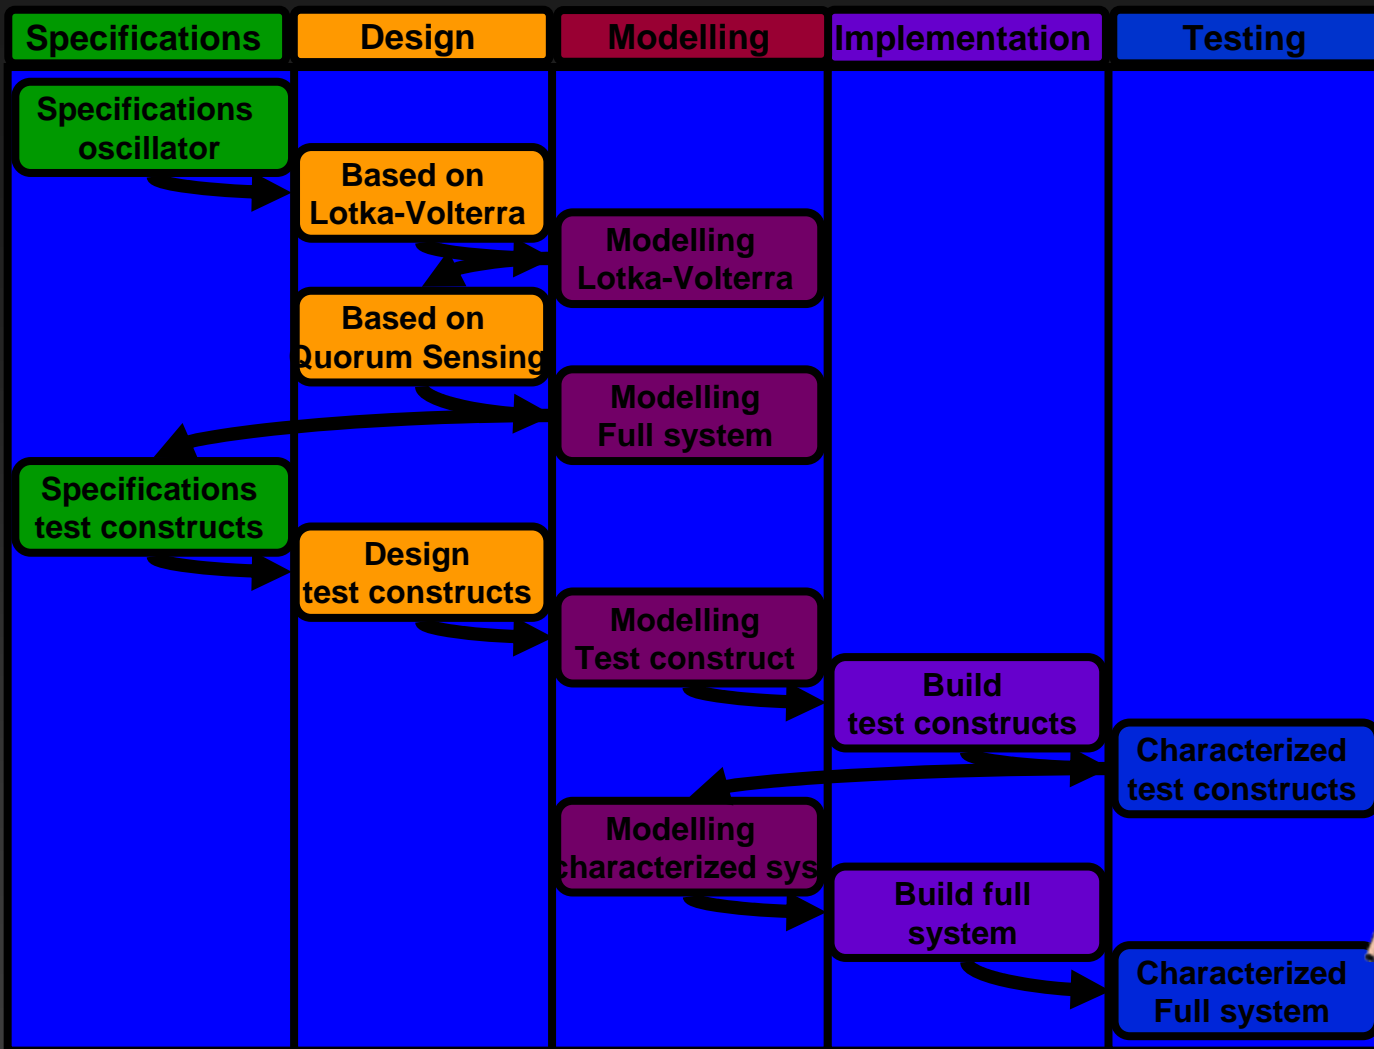 Specifications
Design
Modelling
Implementation
Testing
Specifications
oscillator
Based on
Lotka-Volterra
Modelling
Lotka-Volterra
Based on
Quorum Sensing
Modelling
Full system
Specifications
test constructs
Design
test constructs
Modelling
Test construct
Build
test constructs
Characterized
test constructs
Modelling
characterized sys
Build full
system
Characterized
Full system